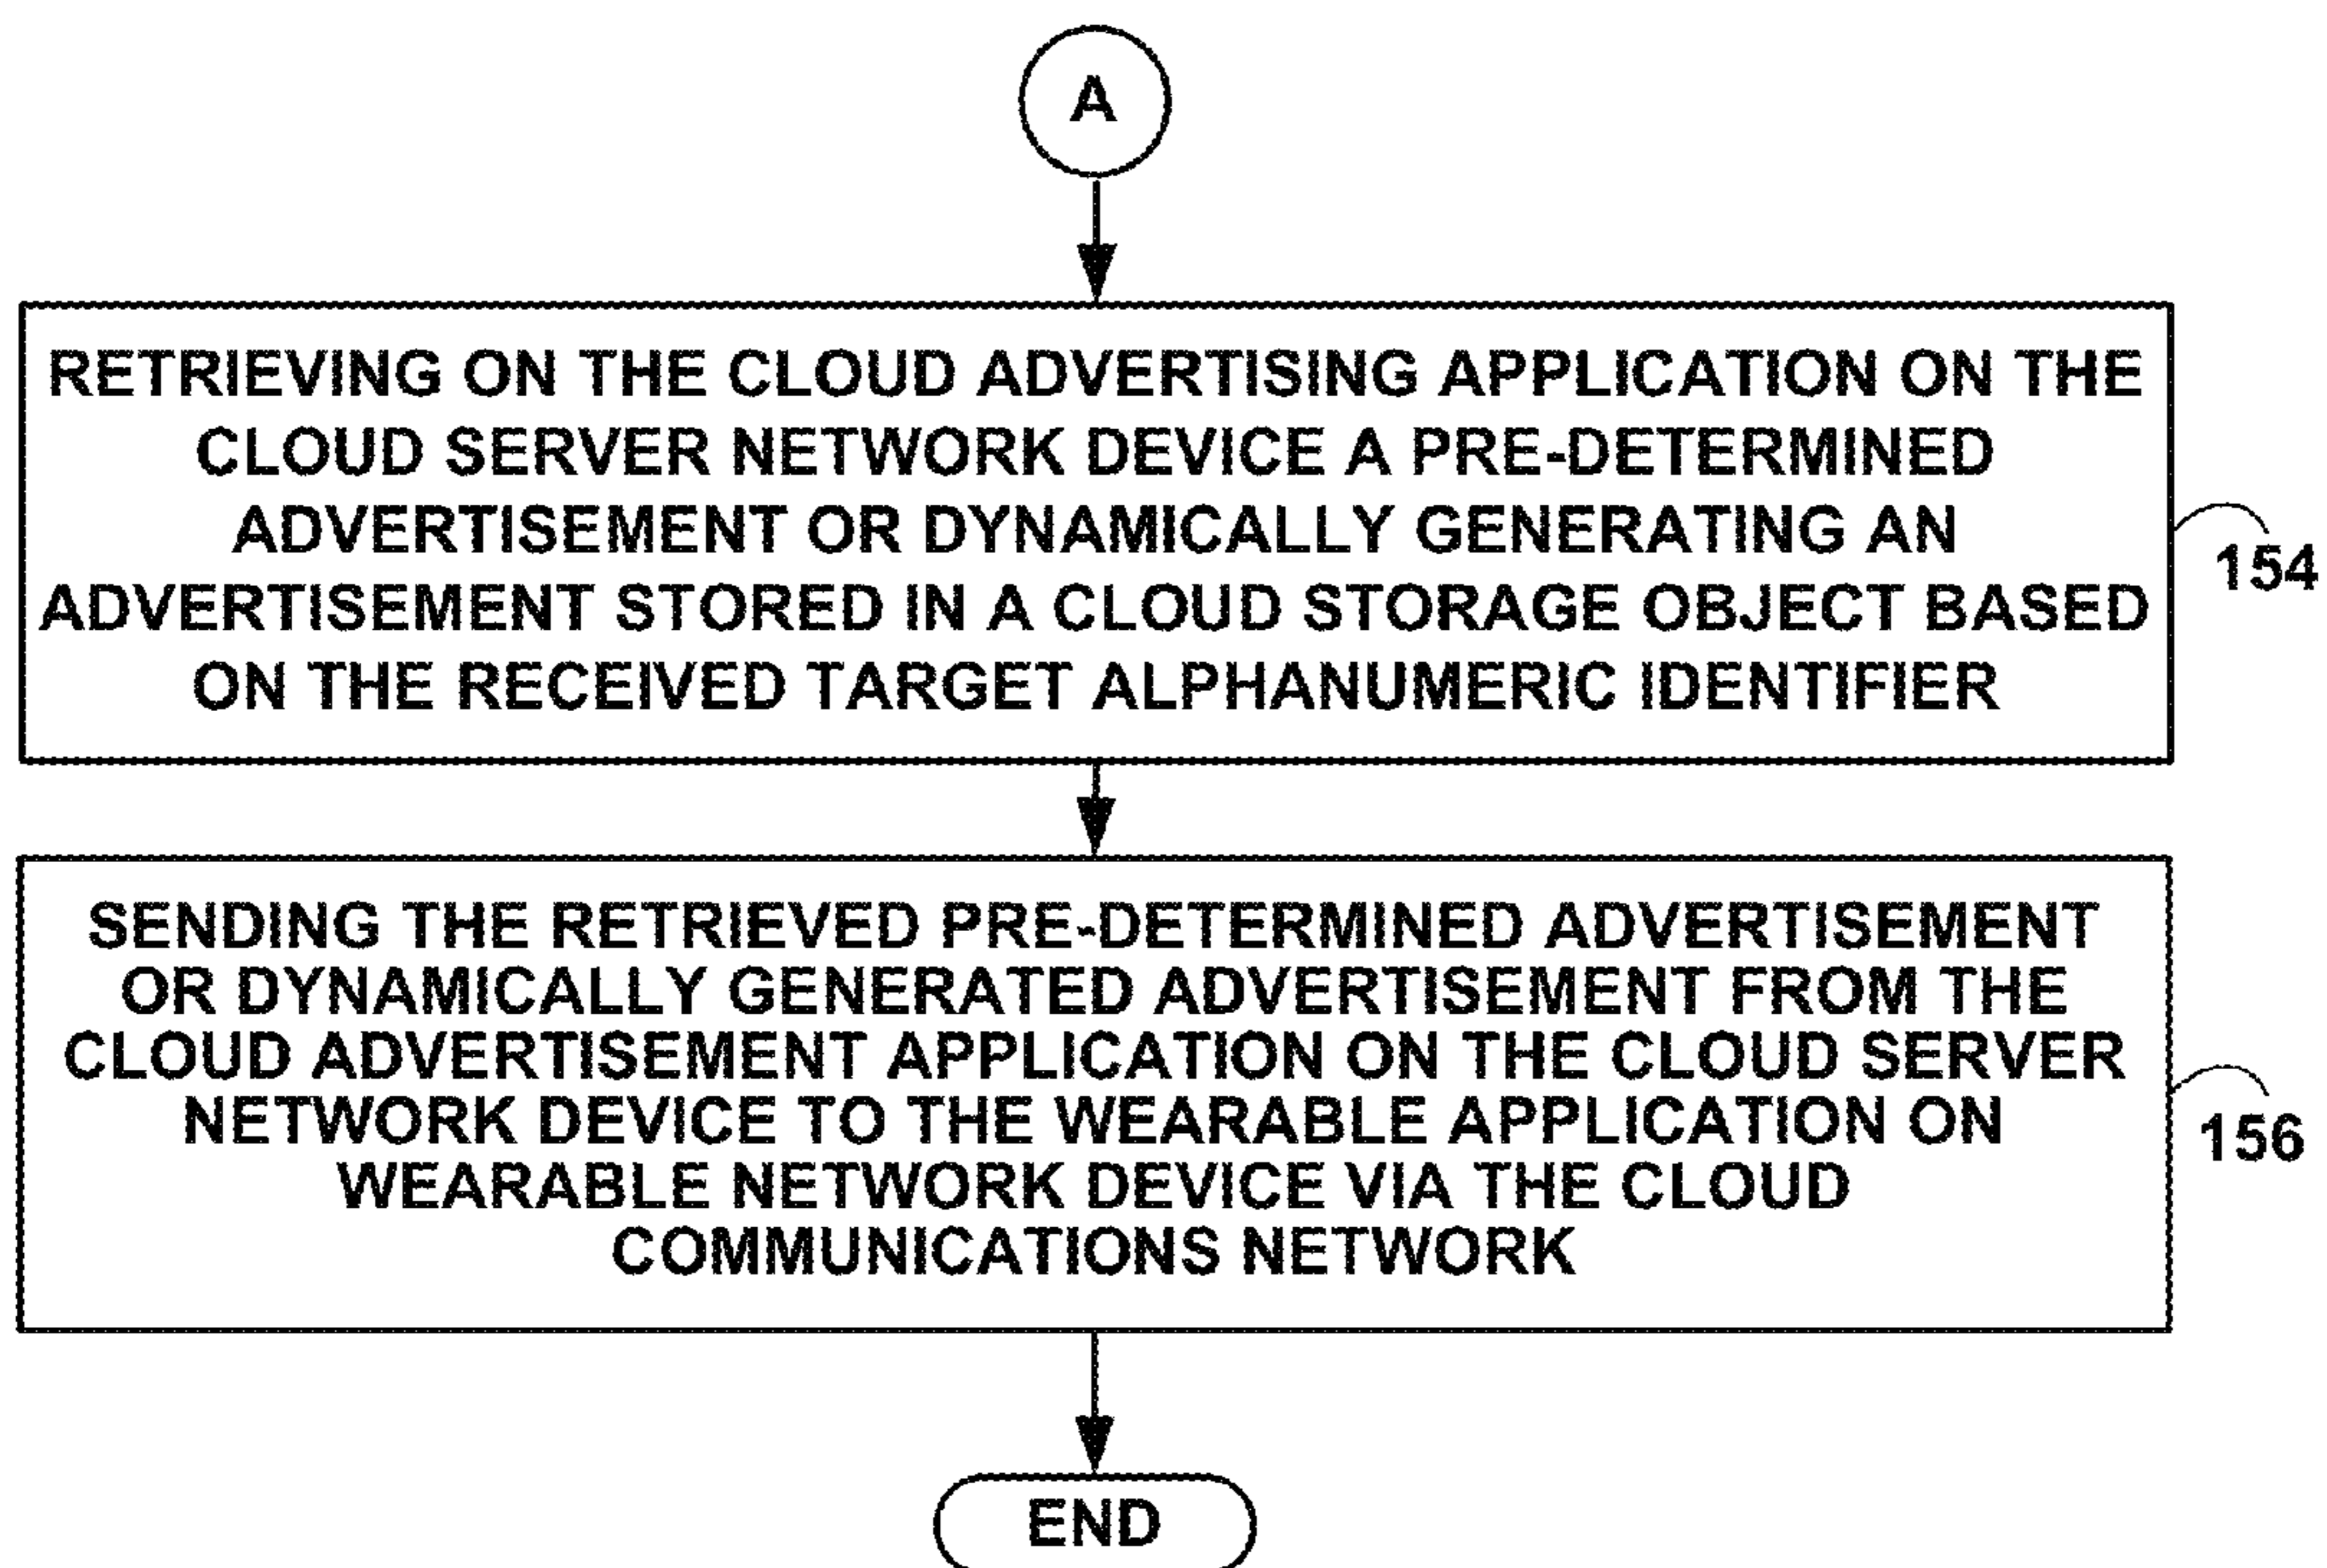 A
RETRIEVING ON THE CLOUD ADVERTISING APPLICATION ON THE
CLOUD SERVER NETWORK DEVICE A PRE-DETERMINED
ADVERTISEMENT OR DYNAMICALLY GENERATING AN
ADVERTISEMENT STORED IN A CLOUD STORAGE OBJECT BASED
ON THE RECEIVED TARGET ALPHANUMERIC IDENTIFIER
154
SENDING THE RETRIEVED PRE-DETERMINED ADVERTISEMENT
OR DYNAMICALLY GENERATED ADVERTISEMENT FROM THE
CLOUD ADVERTISEMENT APPLICATION ON THE CLOUD SERVER
NETWORK DEVICE TO THE WEARABLE APPLICATION ON
WEARABLE NETWORK DEVICE VIA THE CLOUD
COMMUNICATIONS NETWORK
156
END